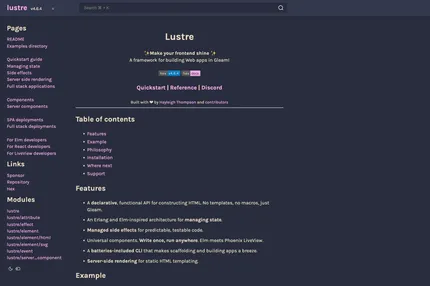 lustre v4.6.4
Search ⌘ + k
Pages
README
Examples directory
Quickstart guide
Managing state
Side effects
Server side rendering
Full stack applications
Components
Server components
SPA deployments
Full stack deployments
For Elm developers
For React developers
For LiveView developers
Links
Sponsor
Repository
Hex
Modules
lustre
lustre/attribute
lustre/effect
lustre/element
lustre/element/html
lustre/element/svg
lustre/event
lustre/server_component
Lustre
✨Make your frontend shine ✨
A framework for building Web apps in Gleam!
Quickstart | Reference | Discord
Built with ❤ by Hayleigh Thompson and contributors
Table of contents
• Features
• Example
• Philosophy
• Installation
• Where next
• Support
Features
• A declarative, functional API for constructing HTML. No templates, no macros, just
Gleam.
• An Erlang and Elm-inspired architecture for managing state.
• Managed side effects for predictable, testable code.
• Universal components. Write once, run anywhere. Elm meets Phoenix LiveView.
• A batteries-included CLI that makes scaffolding and building apps a breeze.
• Server-side rendering for static HTML templating.
Example